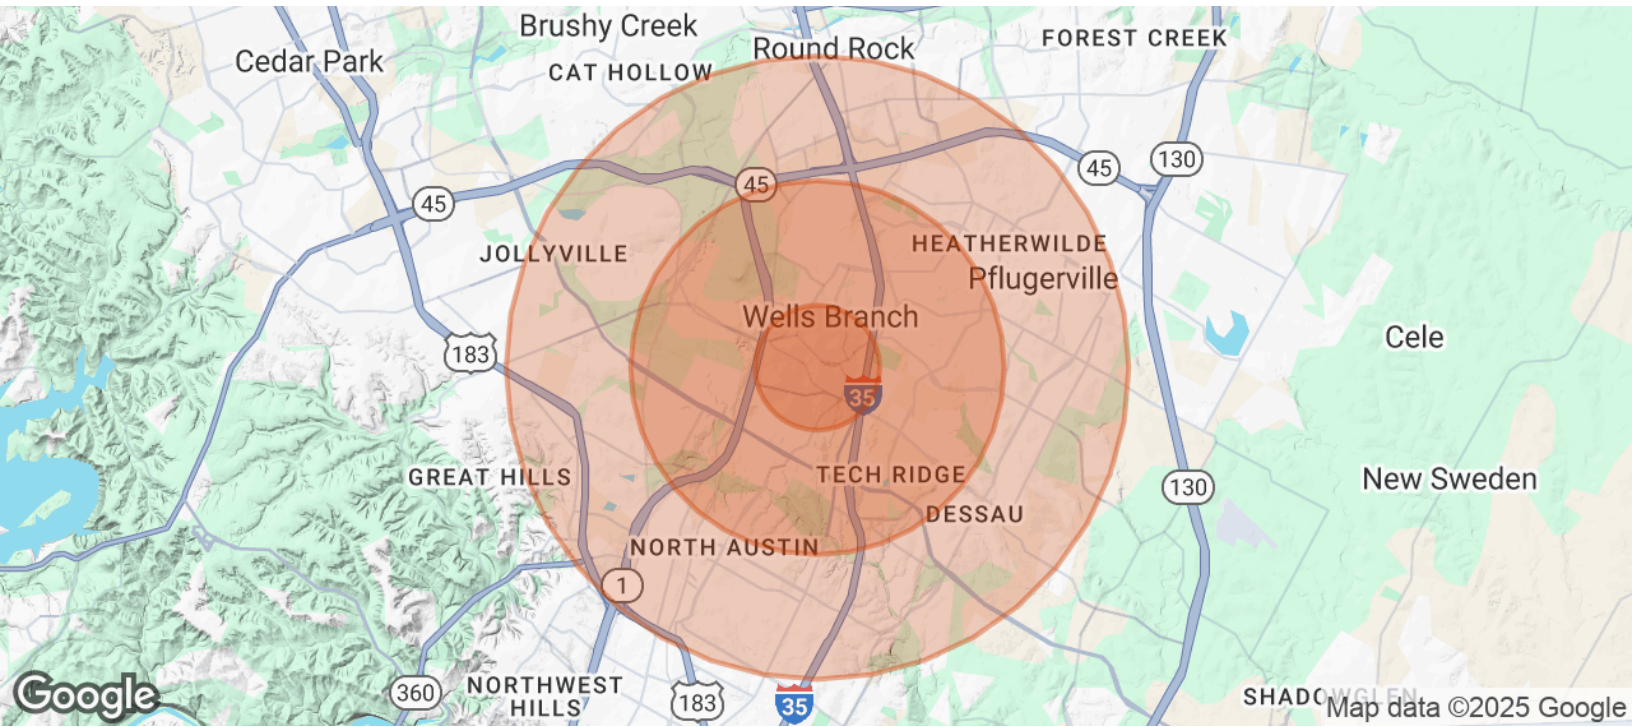 Brushy Creek
FOREST CREEK
Round Rock
Cedar Park
CAT HOLLOW
130
45
45
45
HEATHERWILDE
JOLLYVILLE
Pflugerville
Wells Branch
Cele
183
35
TECH RIDGE
GREAT HILLS
New Sweden
130
DESSAU
NORTH AUSTIN
1
NORTHWEST
HILLS
360
183
35
Google
SHADOWGLEN
Map data ©2025 Google